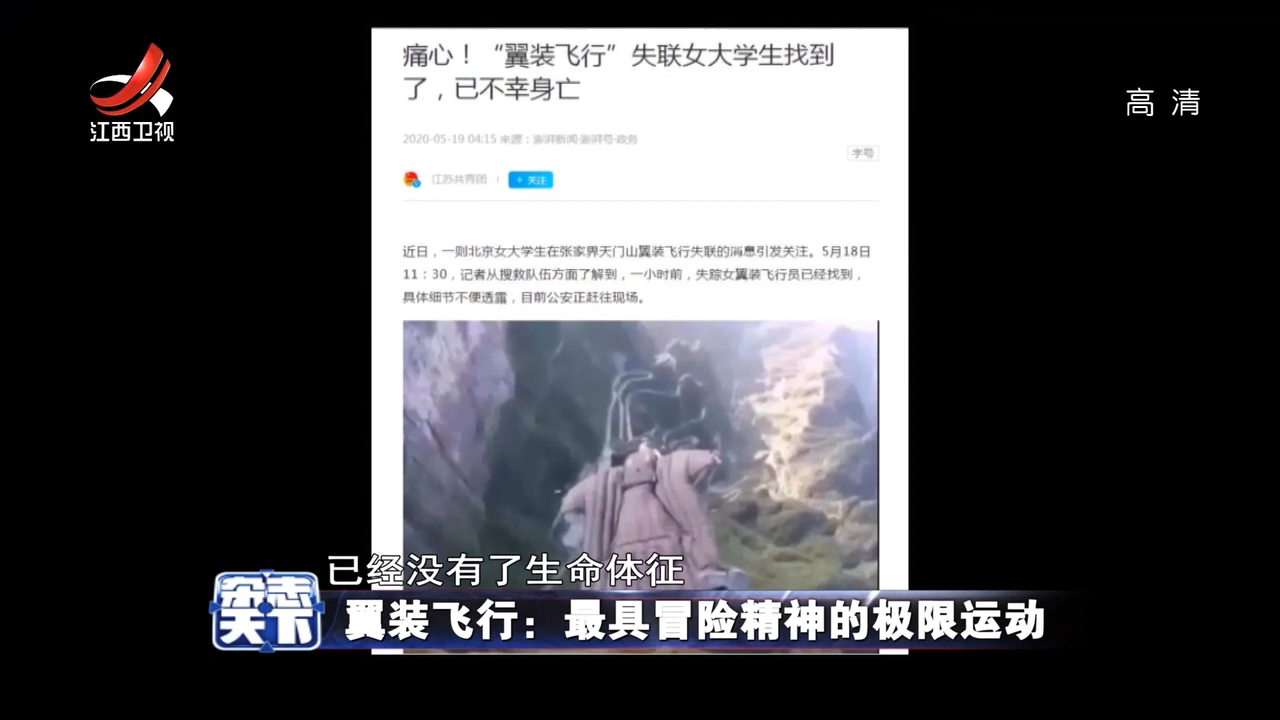 江西卫视
高清
痛心！“翼装飞行”失联女大学生找到
了，已不幸身亡
2020-05-19 04:15 来源：澎湃新闻·澎湃号·政务
字号
江苏共青团
+ 关注
近日，一则北京女大学生在张家界天门山翼装飞行失联的消息引发关注。5月18日
11：30，记者从搜救队伍方面了解到，一小时前，失踪女翼装飞行员已经找到，
具体细节不便透露，目前公安正赶往现场。
已经没有了生命体征
杂志
天下
翼装飞行：最具冒险精神的极限运动